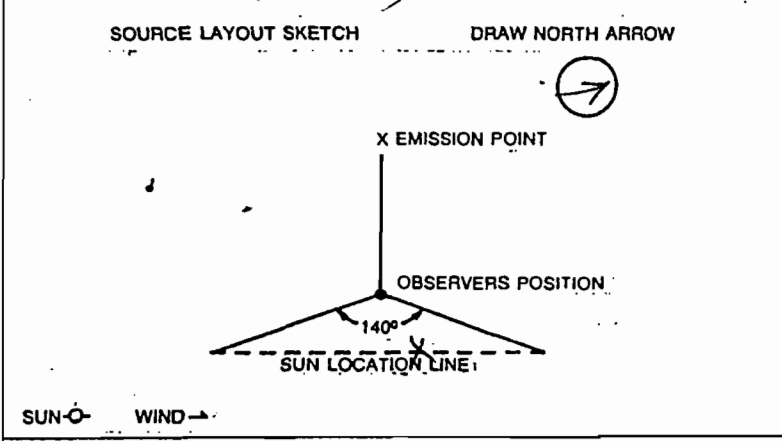 SOURCE LAYOUT SKETCH DRAW NORTH ARROW
X EMISSION POINT
OBSERVERS POSITION
140°
SUN LOCATION LINE
SUN WIND